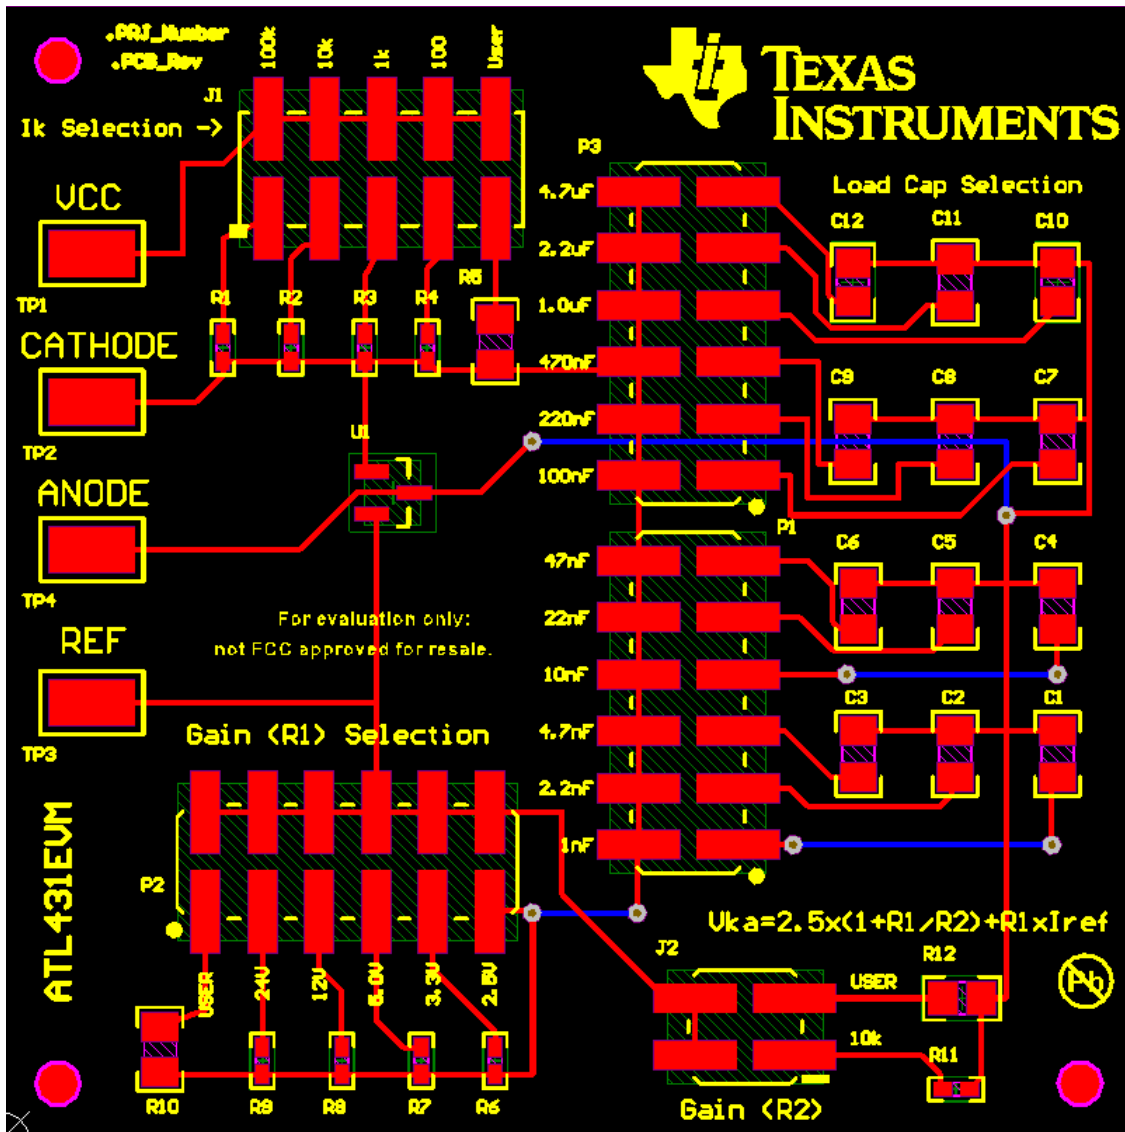 .PRJ_Number
.PCB_Rev
100k
10k
1k
100
User
TEXAS
INSTRUMENTS
J1
Ik Selection ->
P3
4.7uF
Load Cap Selection
VCC
C12
C11
C10
2.2uF
TP1
R1
R2
R3
R4
R5
1.0uF
CATHODE
470nF
C9
C8
C7
220nF
TP2
U1
ANODE
100nF
P1
C6
C5
C4
47nF
TP4
22nF
For evaluation only:
not FCC approved for resale.
REF
10nF
C3
C2
C1
Gain (R1) Selection
4.7nF
TP3
2.2nF
1nF
ATL431EVM
P2
Vka=2.5x(1+R1/R2)+R1xIref
J2
R12
USER
24V
12V
5.0V
3.3V
2.5V
USER
Pb
10k
R11
R10
R9
R8
R7
R6
Gain (R2)